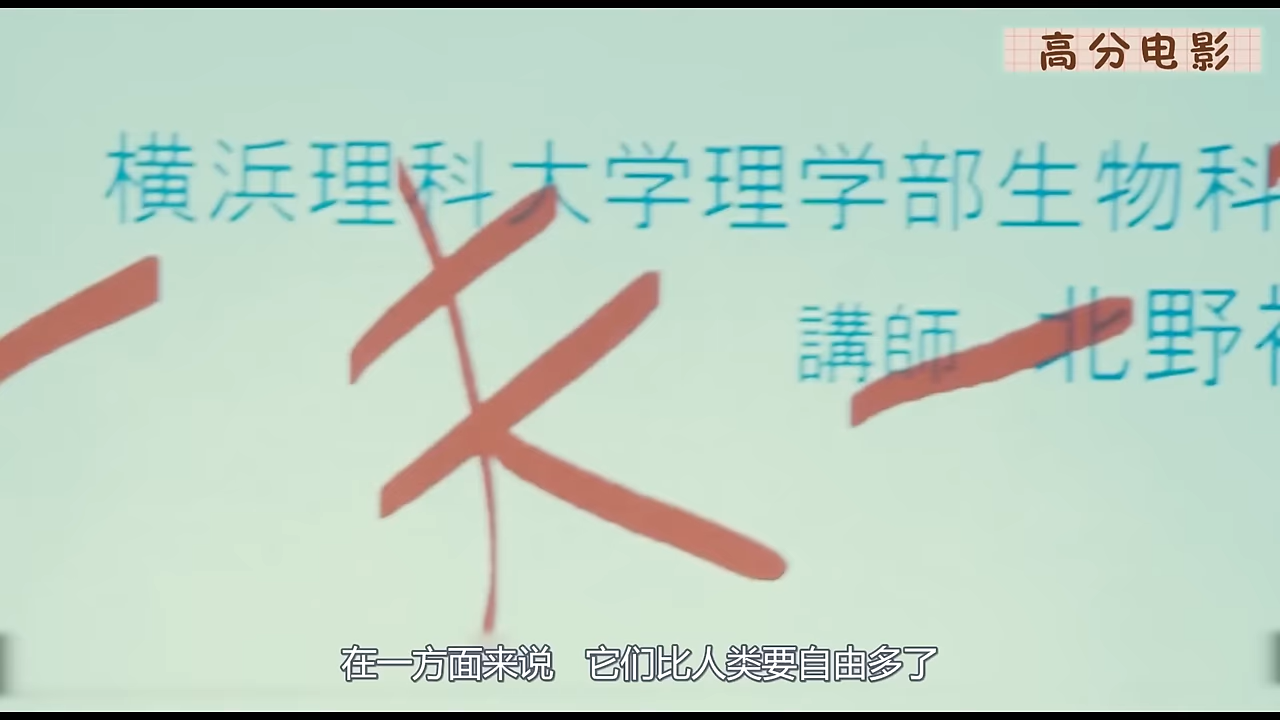 高分电影
横浜理科大学理学部生物科
講師 北野
在一方面来说 它们比人类要自由多了